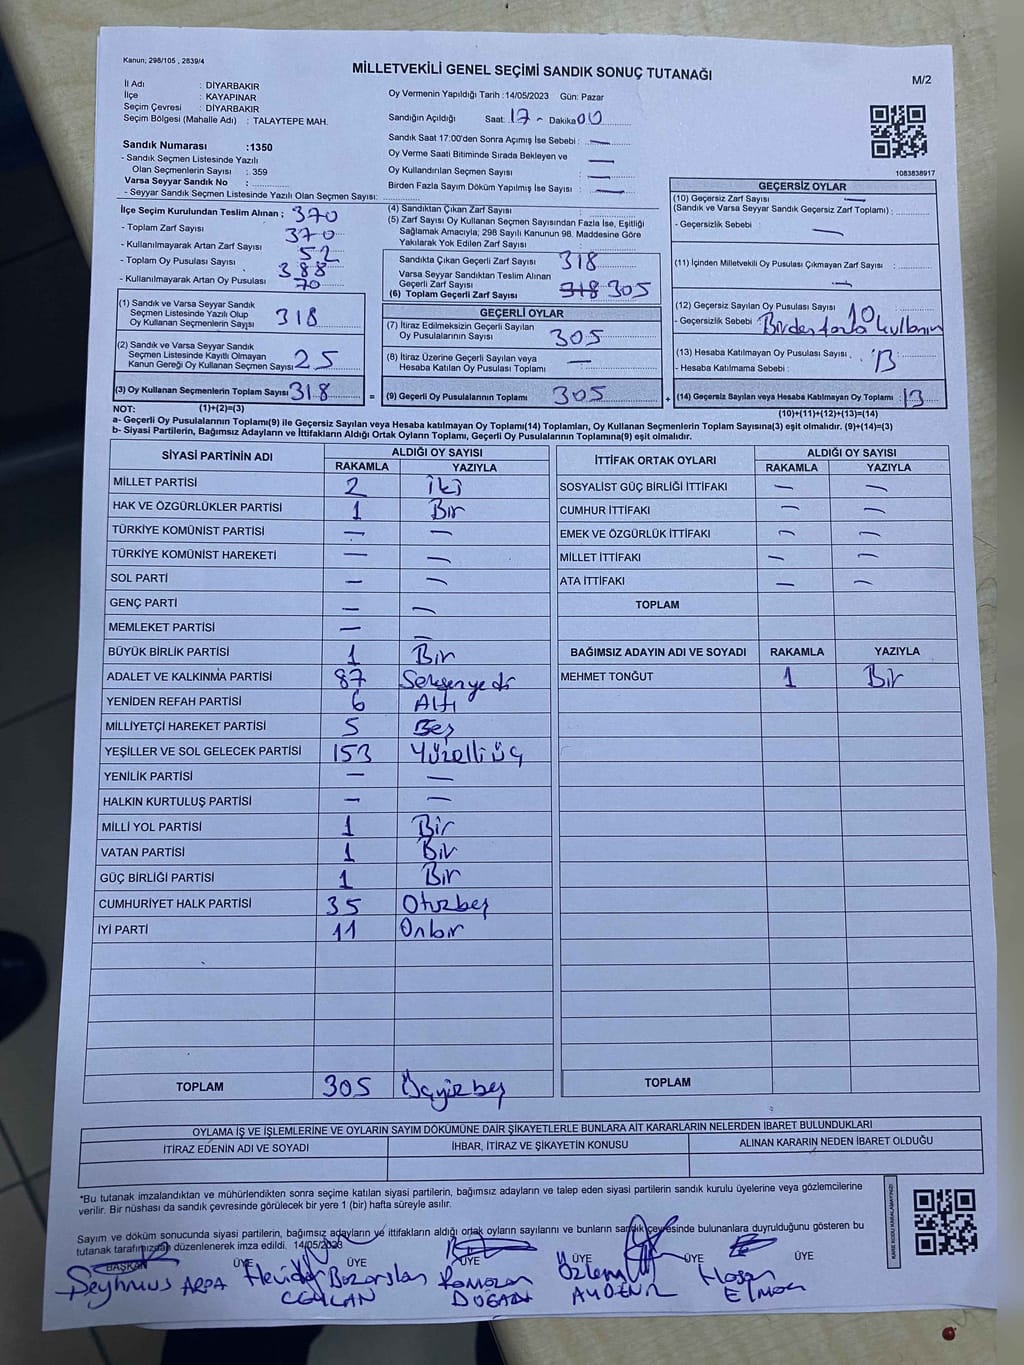 Kanun; 298/105 , 2839/4
MİLLETVEKİLİ GENEL SEÇİMİ SANDIK SONUÇ TUTANAĞI
M/2
İl Adı : DİYARBAKIR
İlçe : KAYAPINAR
Seçim Çevresi : DİYARBAKIR
Seçim Bölgesi (Mahalle Adı) : TALAYTEPE MAH.
Sandık Numarası :1350
- Sandık Seçmen Listesinde Yazılı
Olan Seçmenlerin Sayısı : 359
Varsa Seyyar Sandık No :
- Seyyar Sandık Seçmen Listesinde Yazılı Olan Seçmen Sayısı:
Oy Vermenin Yapıldığı Tarih :14/05/2023 Gün: Pazar
Sandığın Açıldığı Saat: 17 - Dakika 00
Sandık Saat 17:00'den Sonra Açımış İse Sebebi : —
Oy Verme Saati Bitiminde Sırada Bekleyen ve
Oy Kullandırılan Seçmen Sayısı —
Birden Fazla Sayım Döküm Yapılmış İse Sayısı : —
1083838917
İlçe Seçim Kurulundan Teslim Alınan ; 370
- Toplam Zarf Sayısı 370
- Kullanılmayarak Artan Zarf Sayısı 52
- Toplam Oy Pusulası Sayısı 388
- Kullanılmayarak Artan Oy Pusulası 70
(1) Sandık ve Varsa Seyyar Sandık
Seçmen Listesinde Yazılı Olup
Oy Kullanan Seçmenlerin Sayısı 318
(2) Sandık ve Varsa Seyyar Sandık
Seçmen Listesinde Kayıtlı Olmayan
Kanun Gereği Oy Kullanan Seçmen Sayısı 25
(3) Oy Kullanan Seçmenlerin Toplam Sayısı 318 =
(4) Sandıktan Çıkan Zarf Sayısı
(5) Zarf Sayısı Oy Kullanan Seçmen Sayısından Fazla İse, Eşitliği
Sağlamak Amacıyla; 298 Sayılı Kanunun 98. Maddesine Göre
Yakılarak Yok Edilen Zarf Sayısı
Sandıkta Çıkan Geçerli Zarf Sayısı 318
Varsa Seyyar Sandıktan Teslim Alınan
Geçerli Zarf Sayısı
(6) Toplam Geçerli Zarf Sayısı 318 305
GEÇERLİ OYLAR
(7) İtiraz Edilmeksizin Geçerli Sayılan
Oy Pusulalarının Sayısı 305
(8) İtiraz Üzerine Geçerli Sayılan veya
Hesaba Katılan Oy Pusulası Toplamı —
(9) Geçerli Oy Pusulalarının Toplamı 305 +
GEÇERSİZ OYLAR
(10) Geçersiz Zarf Sayısı
(Sandık ve Varsa Seyyar Sandık Geçersiz Zarf Toplamı) :
- Geçersizlik Sebebi —
(11) İçinden Milletvekili Oy Pusulası Çıkmayan Zarf Sayısı :
—
(12) Geçersiz Sayılan Oy Pusulası Sayısı 10
- Geçersizlik Sebebi Birden fazla kullanım
(13) Hesaba Katılmayan Oy Pusulası Sayısı
- Hesaba Katılmama Sebebi :
(14) Geçersiz Sayılan veya Hesaba Katılmayan Oy Toplamı : 13
NOT: (1)+(2)=(3)
(10)+(11)+(12)+(13)=(14)
a- Geçerli Oy Pusulalarının Toplamı(9) ile Geçersiz Sayılan veya Hesaba Katılmayan Oy Toplamı(14) Toplamları, Oy Kullanan Seçmenlerin Toplam Sayısına(3) eşit olmalıdır. (9)+(14)=(3)
b- Siyasi Partilerin, Bağımsız Adayların ve İttifakların Aldığı Ortak Oyların Toplamı, Geçerli Oy Pusulalarının Toplamına(9) eşit olmalıdır.
SİYASİ PARTİNİN ADI ALDIĞI OY SAYISI
RAKAMLA YAZIYLA
MİLLET PARTİSİ 2 İki
HAK VE ÖZGÜRLÜKLER PARTİSİ 1 Bir
TÜRKİYE KOMÜNİST PARTİSİ — —
TÜRKİYE KOMÜNİST HAREKETİ — —
SOL PARTİ — —
GENÇ PARTİ — —
MEMLEKET PARTİSİ — —
BÜYÜK BİRLİK PARTİSİ 1 Bir
ADALET VE KALKINMA PARTİSİ 87 Seksenyedi
YENİDEN REFAH PARTİSİ 6 Altı
MİLLİYETÇİ HAREKET PARTİSİ 5 Beş
YEŞİLLER VE SOL GELECEK PARTİSİ 153 Yüzelli üç
YENİLİK PARTİSİ — —
HALKIN KURTULUŞ PARTİSİ — —
MİLLİ YOL PARTİSİ 1 Bir
VATAN PARTİSİ 1 Bir
GÜÇ BİRLİĞİ PARTİSİ 1 Bir
CUMHURİYET HALK PARTİSİ 35 Otuzbeş
İYİ PARTİ 11 Onbir
TOPLAM 305 Üçyüzbeş
İTTİFAK ORTAK OYLARI ALDIĞI OY SAYISI
RAKAMLA YAZIYLA
SOSYALİST GÜÇ BİRLİĞİ İTTİFAKI — —
CUMHUR İTTİFAKI — —
EMEK VE ÖZGÜRLÜK İTTİFAKI — —
MİLLET İTTİFAKI — —
ATA İTTİFAKI — —
TOPLAM
BAĞIMSIZ ADAYIN ADI VE SOYADI RAKAMLA YAZIYLA
MEHMET TONĞUT 1 Bir
TOPLAM
OYLAMA İŞ VE İŞLEMLERİNE VE OYLARIN SAYIM DÖKÜMÜNE DAİR ŞİKAYETLERLE BUNLARA AİT KARARLARIN NELERDEN İBARET BULUNDUKLARI
İTİRAZ EDENİN ADI VE SOYADI İHBAR, İTİRAZ VE ŞİKAYETİN KONUSU ALINAN KARARIN NEDEN İBARET OLDUĞU
*Bu tutanak imzalandıktan ve mühürlendikten sonra seçime katılan siyasi partilerin, bağımsız adayların ve talep eden siyasi partilerin sandık kurulu üyelerine veya gözlemcilerine
verilir. Bir nüshası da sandık çevresinde görülecek bir yere 1 (bir) hafta süreyle asılır.
Sayım ve döküm sonucunda siyasi partilerin, bağımsız adayların ve ittifakların aldığı ortak oyların sayılarını ve bunların sandık çevresinde bulunanlara duyrulduğunu gösteren bu
tutanak tarafımızdan düzenlenerek imza edildi. 14/05/2023
KARE KODU KARALAMAYINIZ!
BAŞKAN ÜYE ÜYE ÜYE ÜYE ÜYE
Şeyhmus ARPA Bozarslan Ramazan Özlem Hasan
CEYLAN DOĞAN